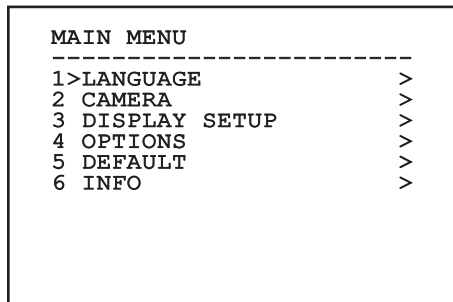 MAIN MENU
-------------------------
1>LANGUAGE >
2 CAMERA >
3 DISPLAY SETUP >
4 OPTIONS >
5 DEFAULT >
6 INFO >